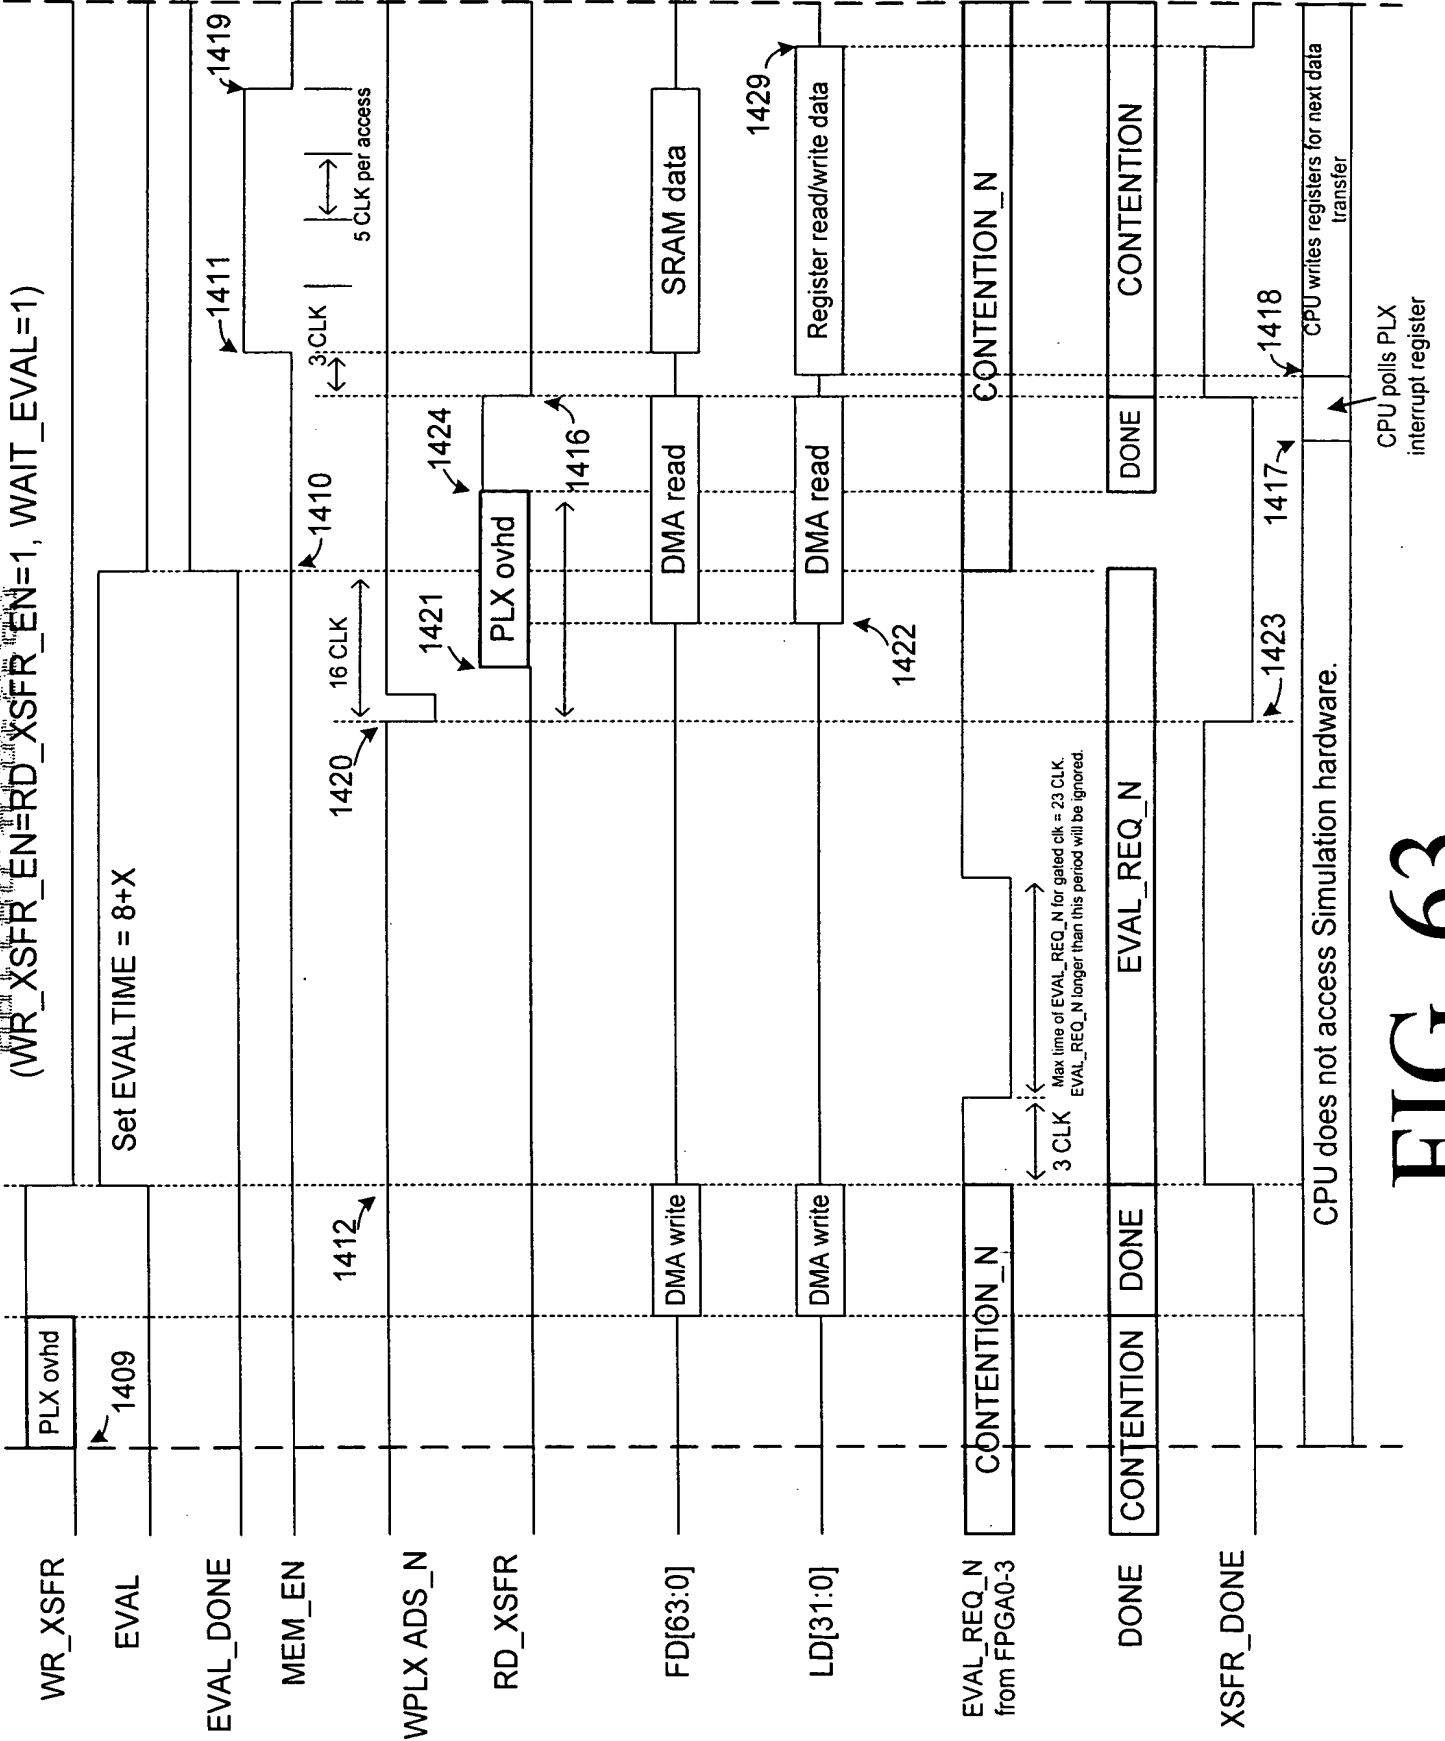 (WR_XSFR_EN=RD_XSFR_EN=1, WAIT_EVAL=1)
WR_XSFR
PLX ovhd
1409
EVAL
Set EVALTIME = 8+X
EVAL_DONE
1411
1419
MEM_EN
1410
3 CLK
5 CLK per access
16 CLK
WPLX ADS_N
1412
1420
1421
1424
RD_XSFR
PLX ovhd
1416
FD[63:0]
DMA write
DMA read
SRAM data
1429
LD[31:0]
DMA write
DMA read
Register read/write data
1422
EVAL_REQ_N
from FPGA0-3
CONTENTION_N
CONTENTION_N
3 CLK
Max time of EVAL_REQ_N for gated clk = 23 CLK.
EVAL_REQ_N longer than this period will be ignored.
DONE
CONTENTION
DONE
EVAL_REQ_N
DONE
CONTENTION
XSFR_DONE
1423
1417
1418
CPU does not access Simulation hardware.
CPU writes registers for next data
transfer
CPU polls PLX
interrupt register
FIG. 63